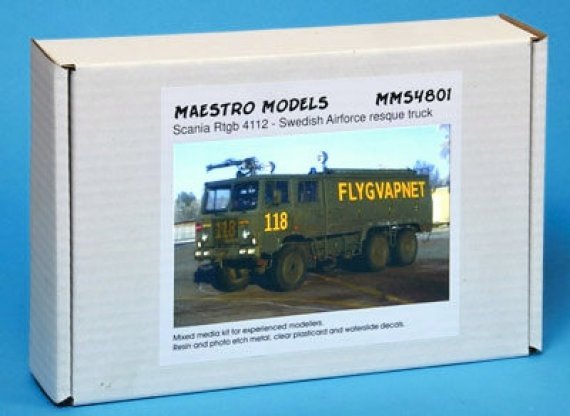 MAESTRO MODELS MMS4801
Scania Rtgb 4112 - Swedish Airforce resque truck
FLYGVAPNET
118 118
Mixed media kit for experienced modellers.
Resin and photo etch metal, clear plasticard and waterslide decals.